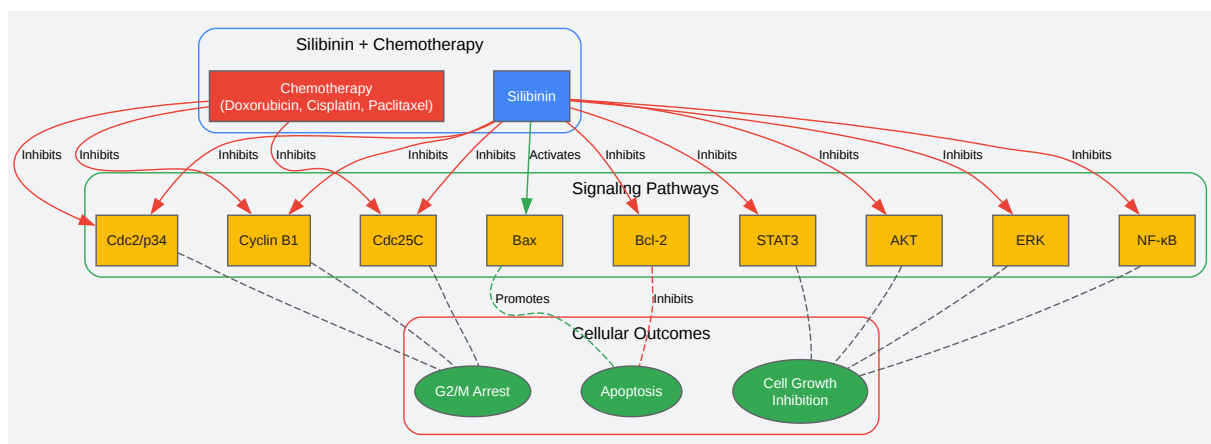 Silibinin + Chemotherapy
Chemotherapy
(Doxorubicin, Cisplatin, Paclitaxel)
Silibinin
Inhibits
Inhibits
Inhibits
Inhibits
Inhibits
Inhibits
Activates
Inhibits
Inhibits
Inhibits
Inhibits
Inhibits
Signaling Pathways
Cdc2/p34
Cyclin B1
Cdc25C
Bax
Bcl-2
STAT3
AKT
ERK
NF-κB
Promotes
Inhibits
Cellular Outcomes
G2/M Arrest
Apoptosis
Cell Growth
Inhibition